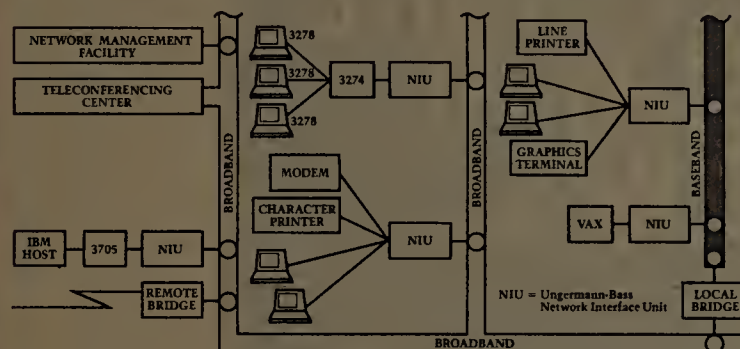 NETWORK MANAGEMENT
FACILITY
TELECONFERENCING
CENTER
BROADBAND
3278
3278
3278
3274
NIU
MODEM
CHARACTER
PRINTER
NIU
IBM
HOST
3705
NIU
REMOTE
BRIDGE
BROADBAND
LINE
PRINTER
NIU
GRAPHICS
TERMINAL
BASEBAND
VAX
NIU
NIU = Ungermann-Bass
Network Interface Unit
LOCAL
BRIDGE
BROADBAND